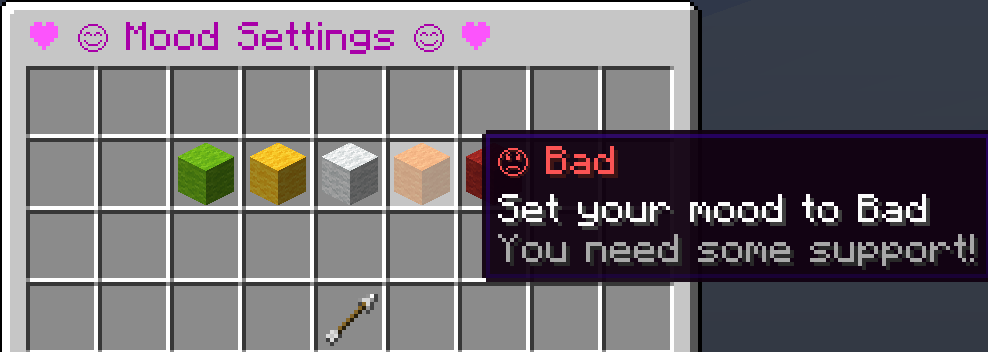 ♥ ☺ Mood Settings ☺ ♥
☹ Bad
Set your mood to Bad
You need some support!